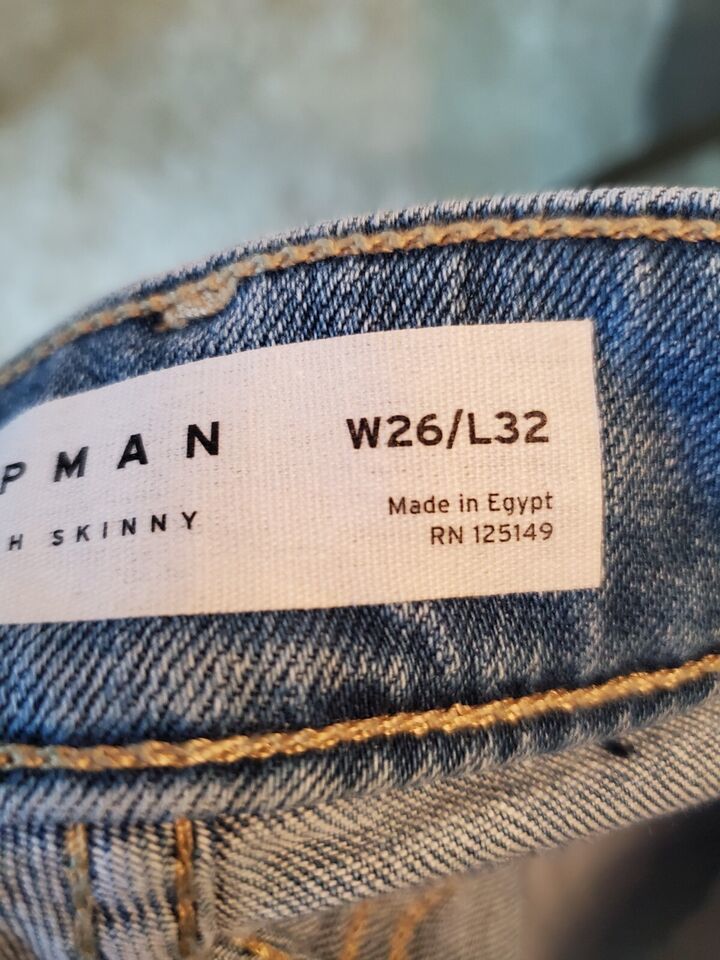 PMAN
W26/L32
H SKINNY
Made in Egypt
RN 125149